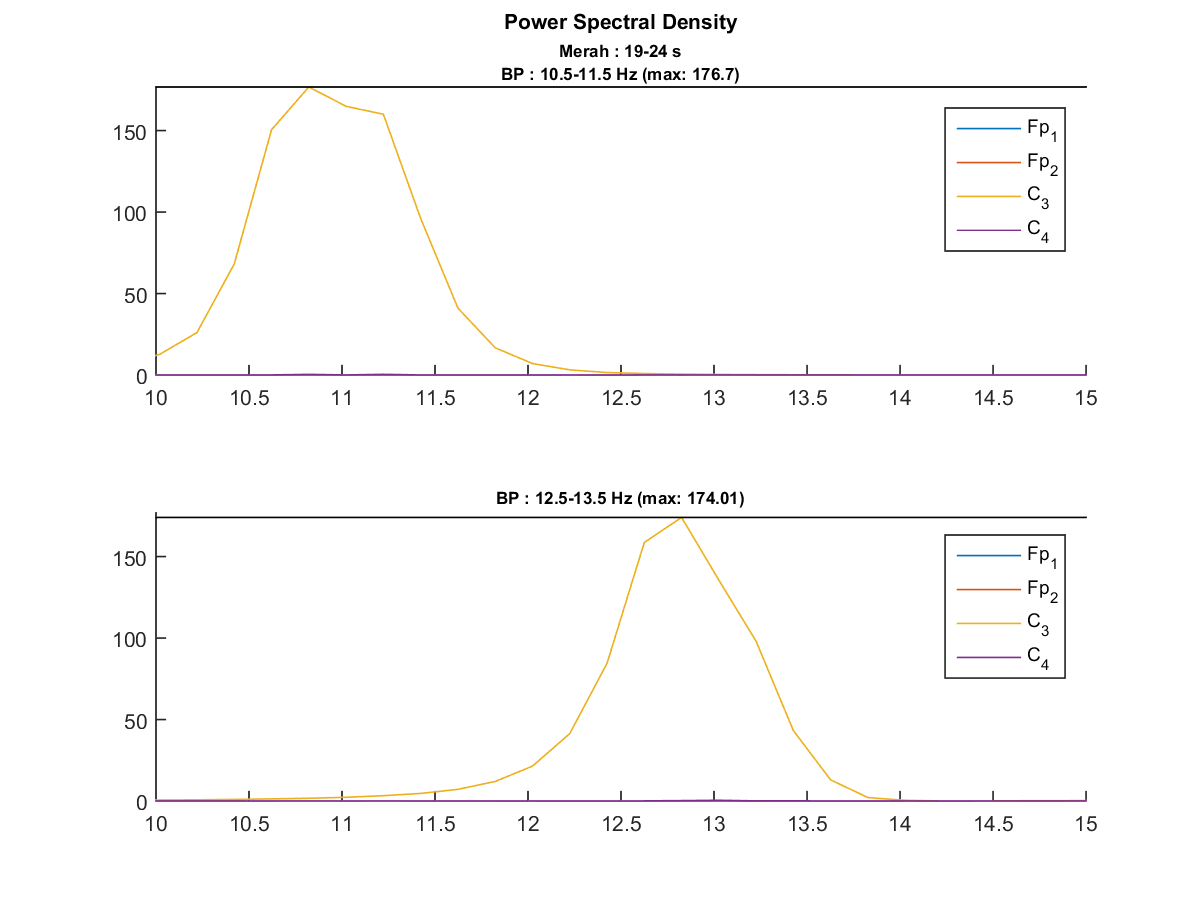 Power Spectral Density
Merah : 19-24 s
BP : 10.5-11.5 Hz (max: 176.7)
150
100
50
0
10 10.5 11 11.5 12 12.5 13 13.5 14 14.5 15
Fp1
Fp2
C3
C4
BP : 12.5-13.5 Hz (max: 174.01)
150
100
50
0
10 10.5 11 11.5 12 12.5 13 13.5 14 14.5 15
Fp1
Fp2
C3
C4